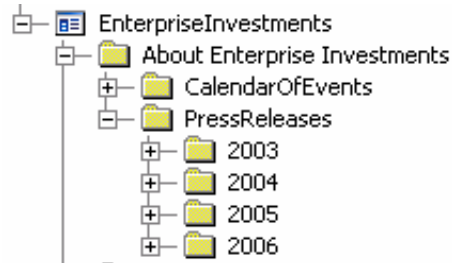 EnterpriseInvestments
About Enterprise Investments
CalendarOfEvents
PressReleases
2003
2004
2005
2006